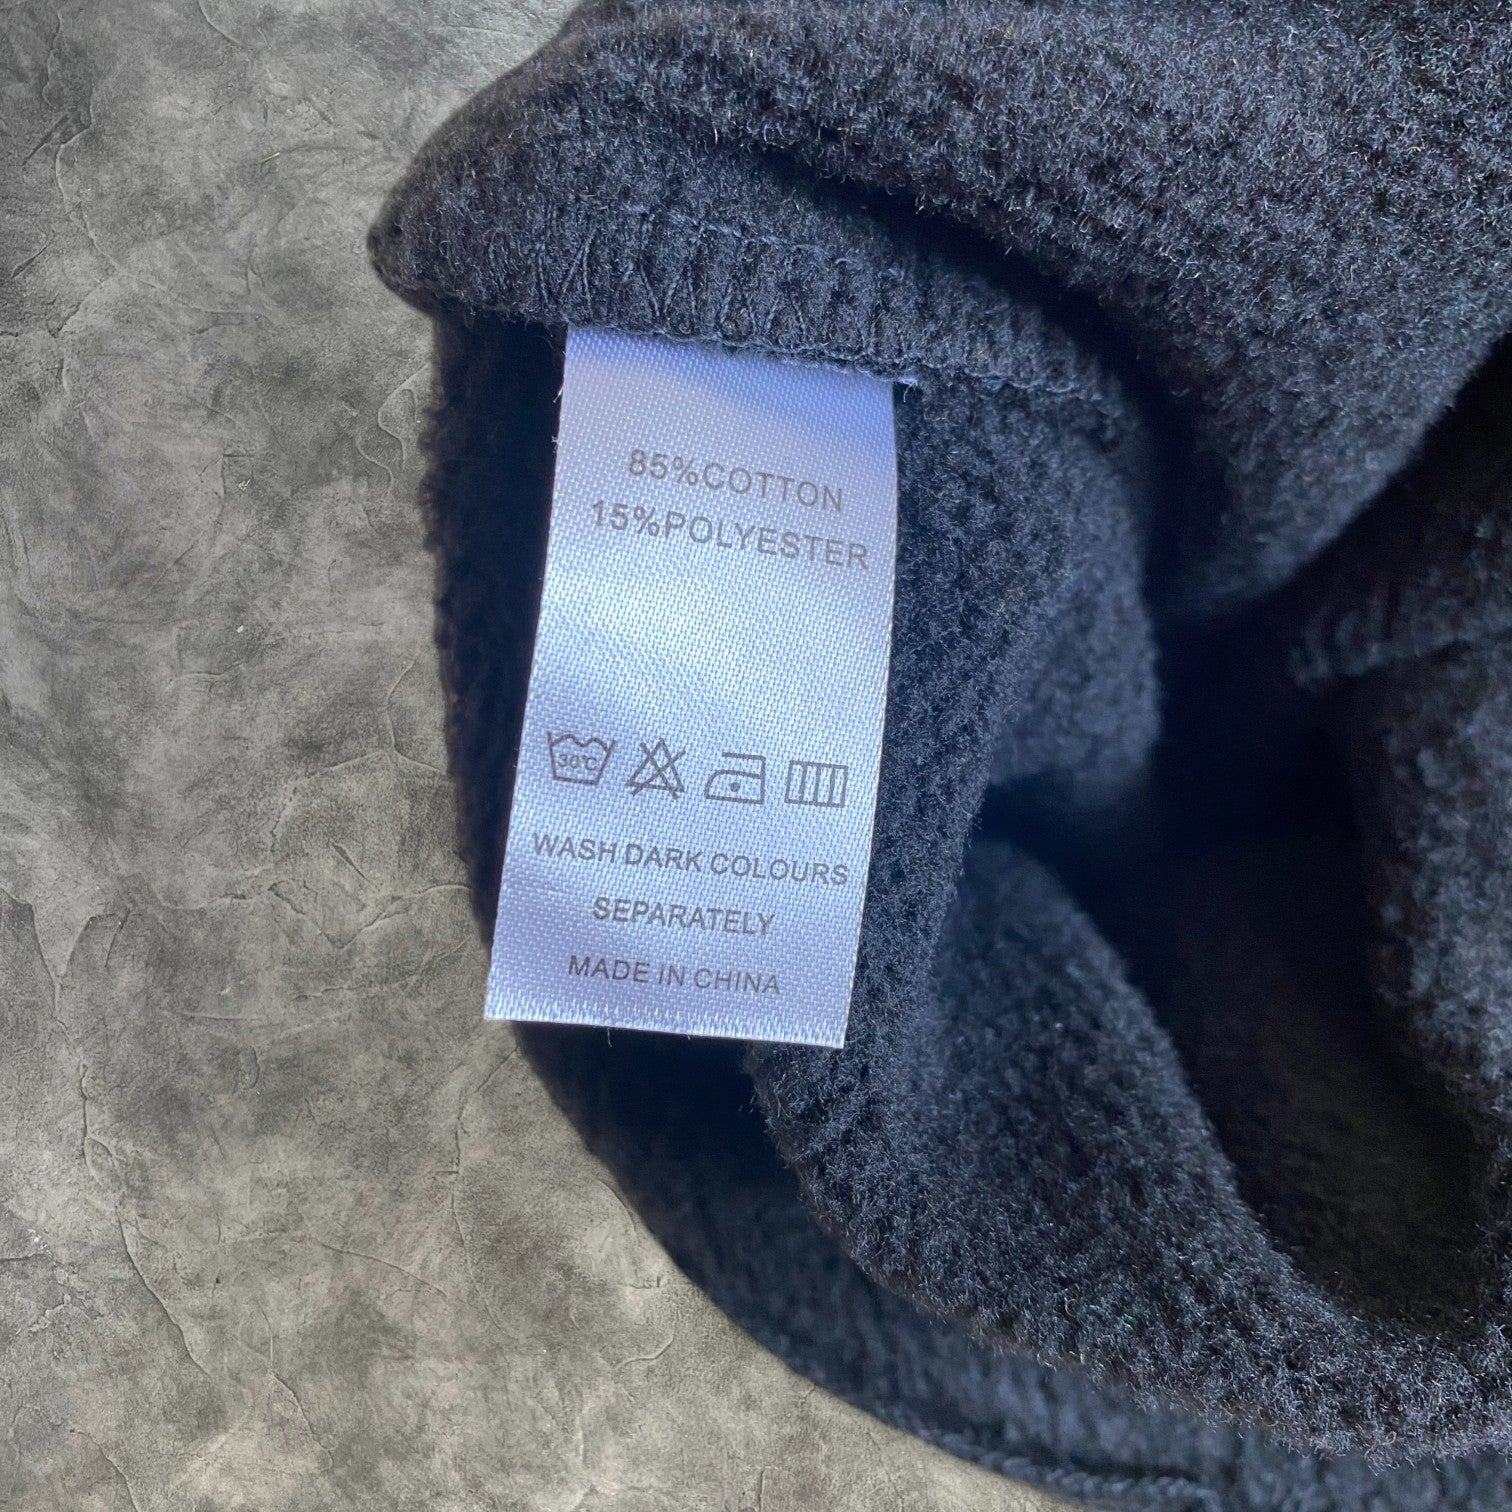 85%COTTON
15%POLYESTER
30℃
WASH DARK COLOURS
SEPARATELY
MADE IN CHINA